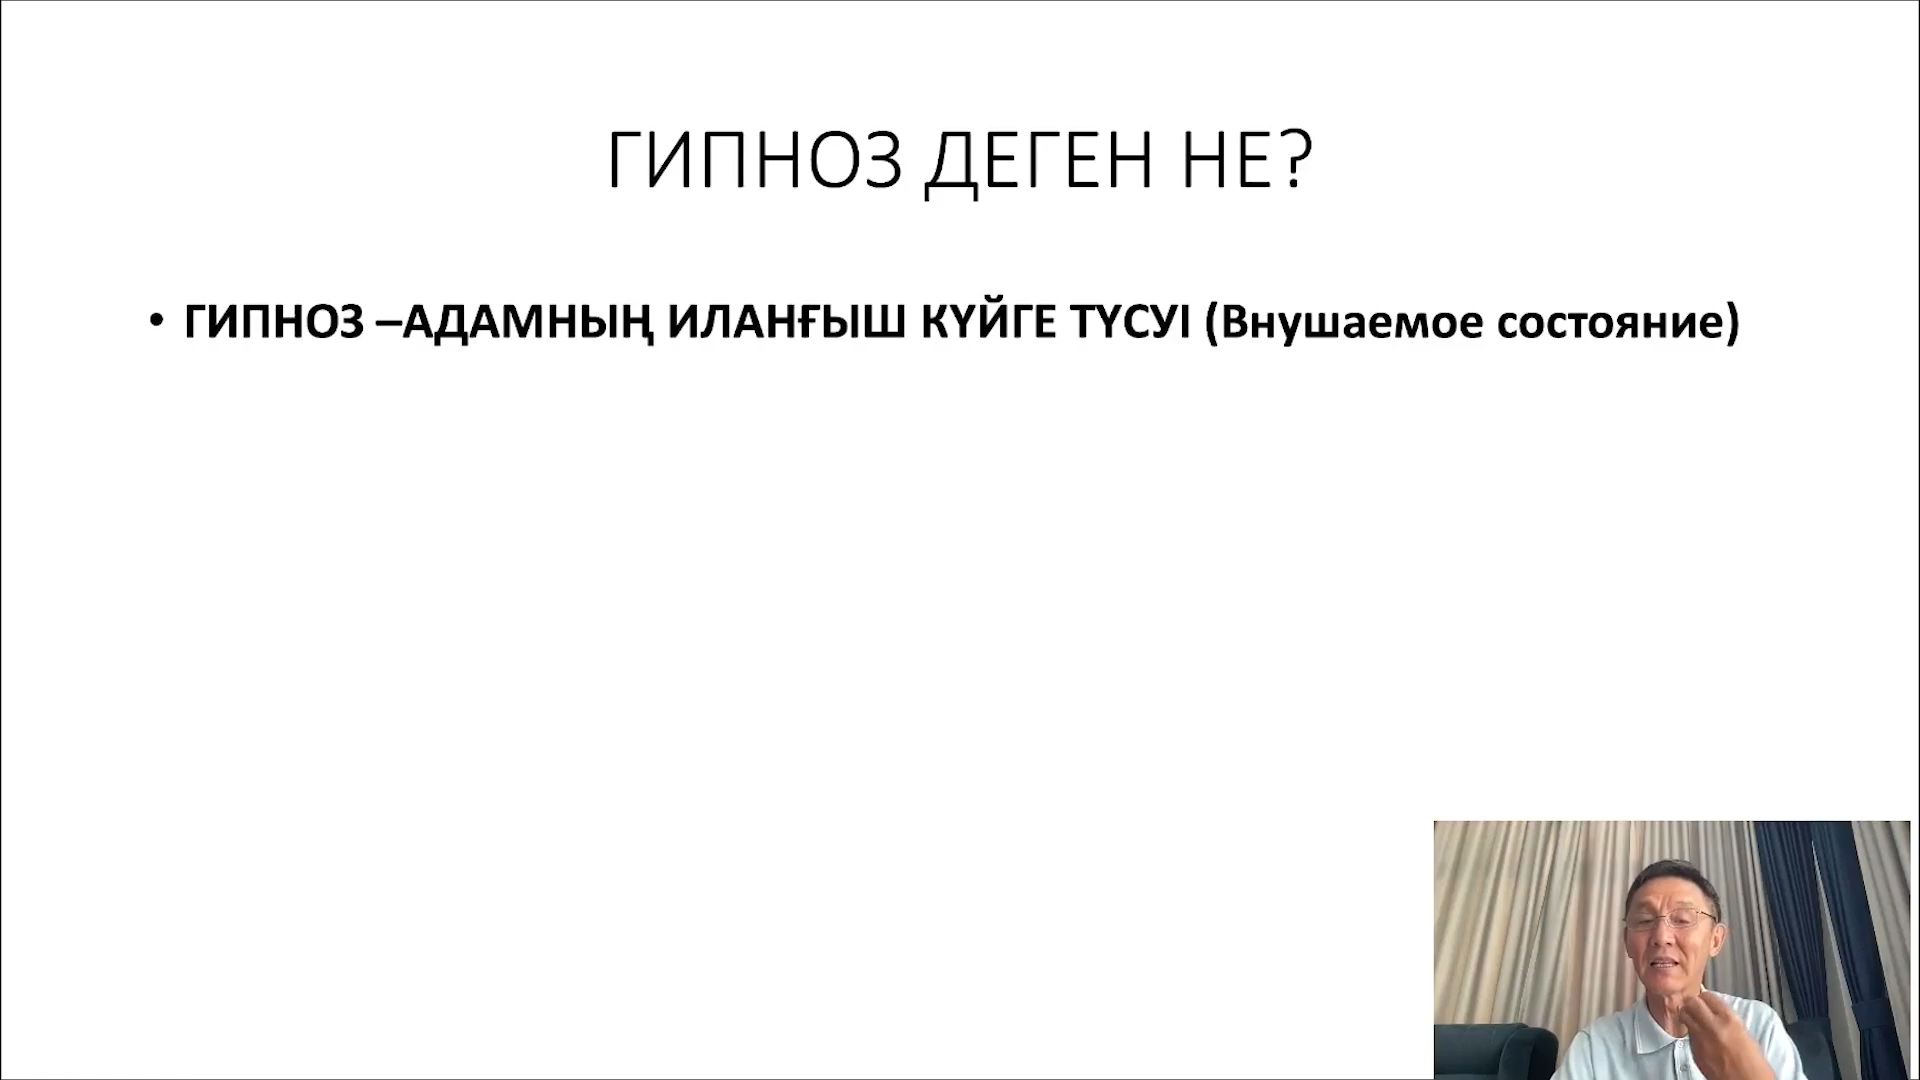 ГИПНОЗ ДЕГЕН НЕ?
• ГИПНОЗ –АДАМНЫҢ ИЛАНҒЫШ КҮЙГЕ ТҮСУІ (Внушаемое состояние)